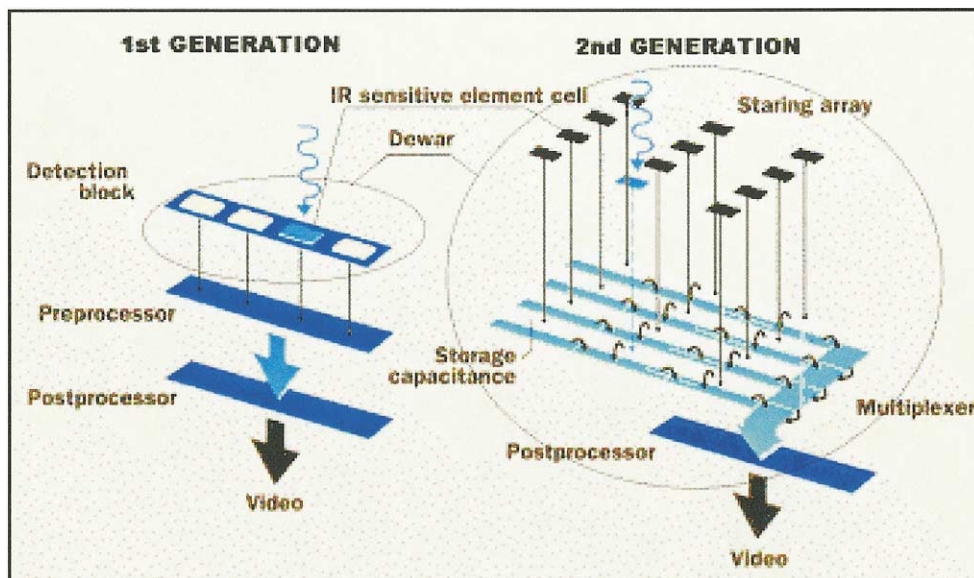 1st GENERATION
2nd GENERATION
IR sensitive element cell
Staring array
Dewar
Detection
block
Preprocessor
Storage
capacitance
Postprocessor
Multiplexer
Postprocessor
Video
Video